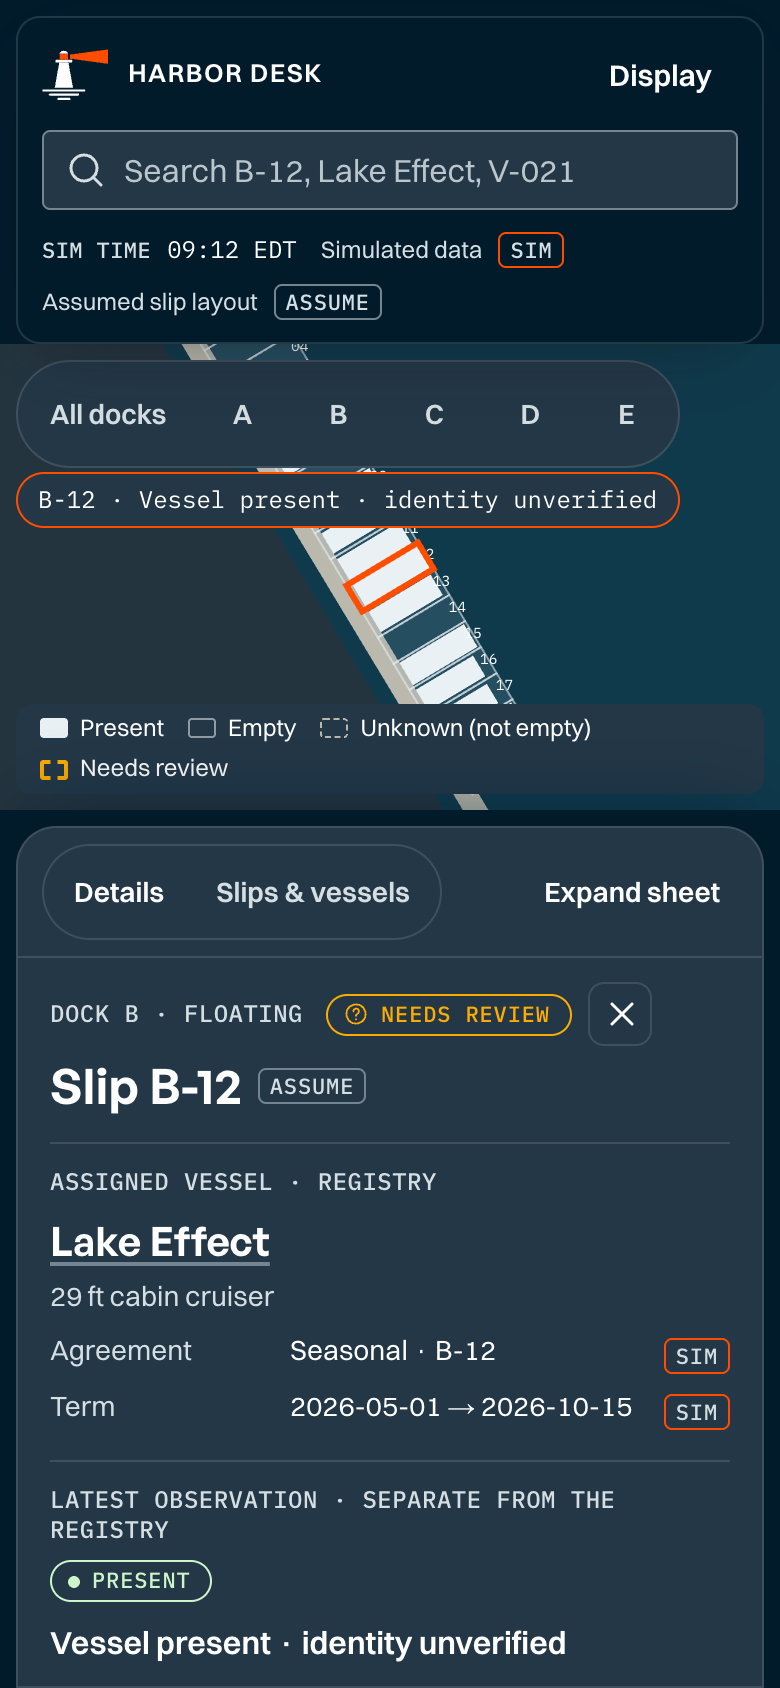 HARBOR DESK
Display
Search B-12, Lake Effect, V-021
SIM TIME 09:12 EDT Simulated data SIM
Assumed slip layout ASSUME
04
All docks A B C D E
B-12 · Vessel present · identity unverified
13
14
15
16
17
Present Empty Unknown (not empty)
Needs review
Details Slips & vessels Expand sheet
DOCK B · FLOATING NEEDS REVIEW
Slip B-12 ASSUME
ASSIGNED VESSEL · REGISTRY
Lake Effect
29 ft cabin cruiser
Agreement Seasonal · B-12 SIM
Term 2026-05-01 → 2026-10-15 SIM
LATEST OBSERVATION · SEPARATE FROM THE
REGISTRY
PRESENT
Vessel present · identity unverified